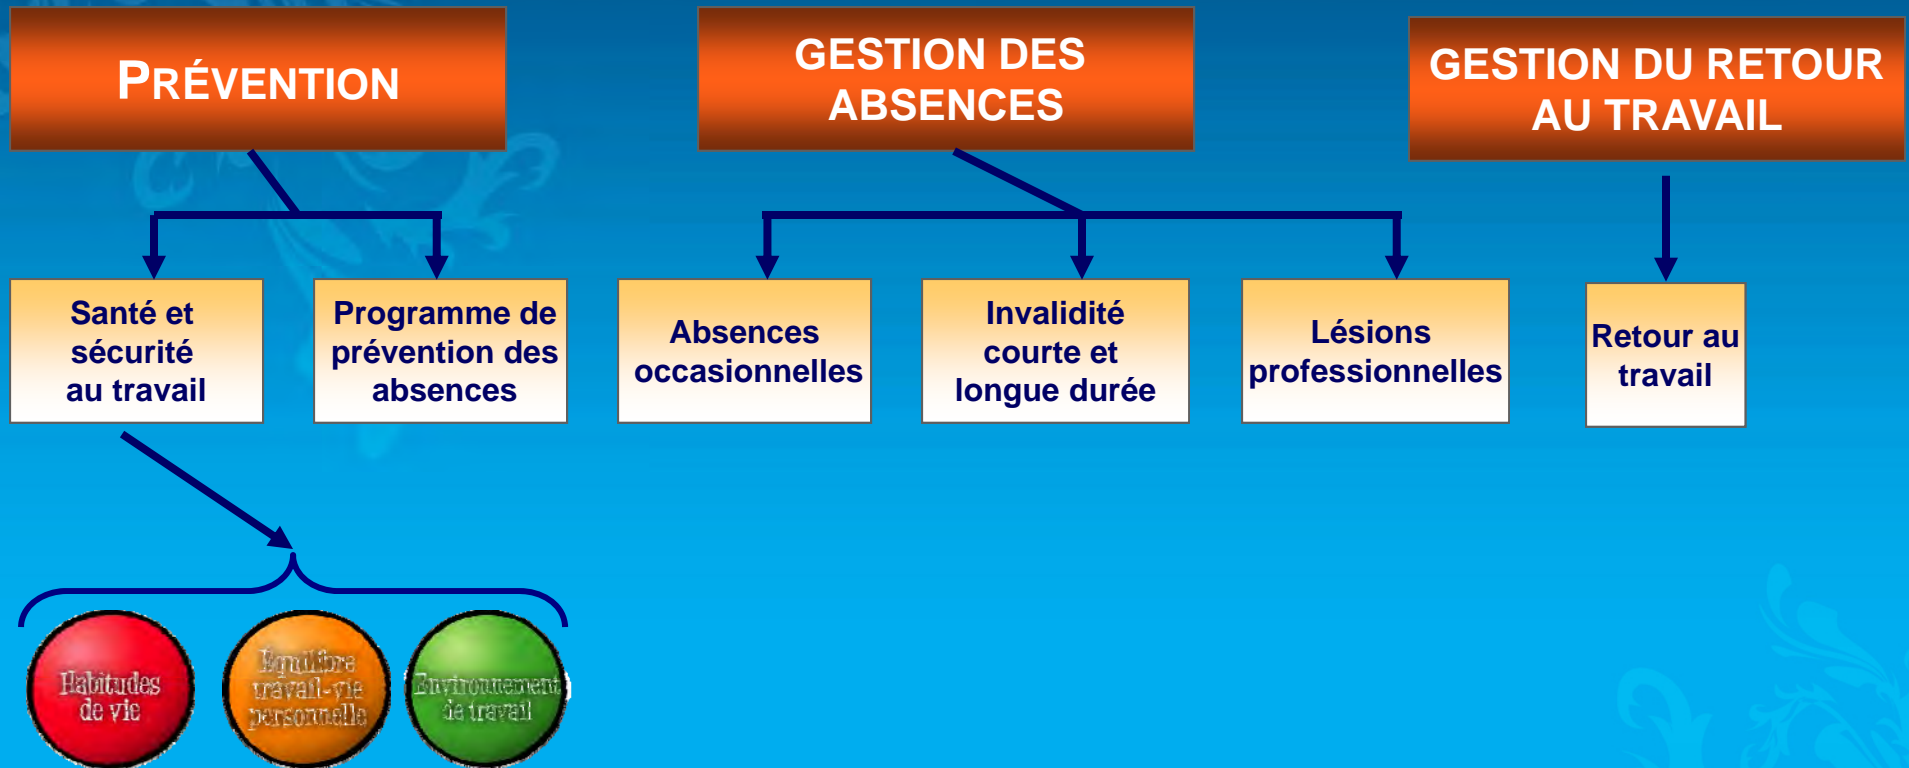 PRÉVENTION
GESTION DES
ABSENCES
GESTION DU RETOUR
AU TRAVAIL
Santé et
sécurité
au travail
Programme de
prévention des
absences
Absences
occasionnelles
Invalidité
courte et
longue durée
Lésions
professionnelles
Retour au
travail
Habitudes
de vie
Équilibre
travail-vie
personnelle
Environnement
de travail